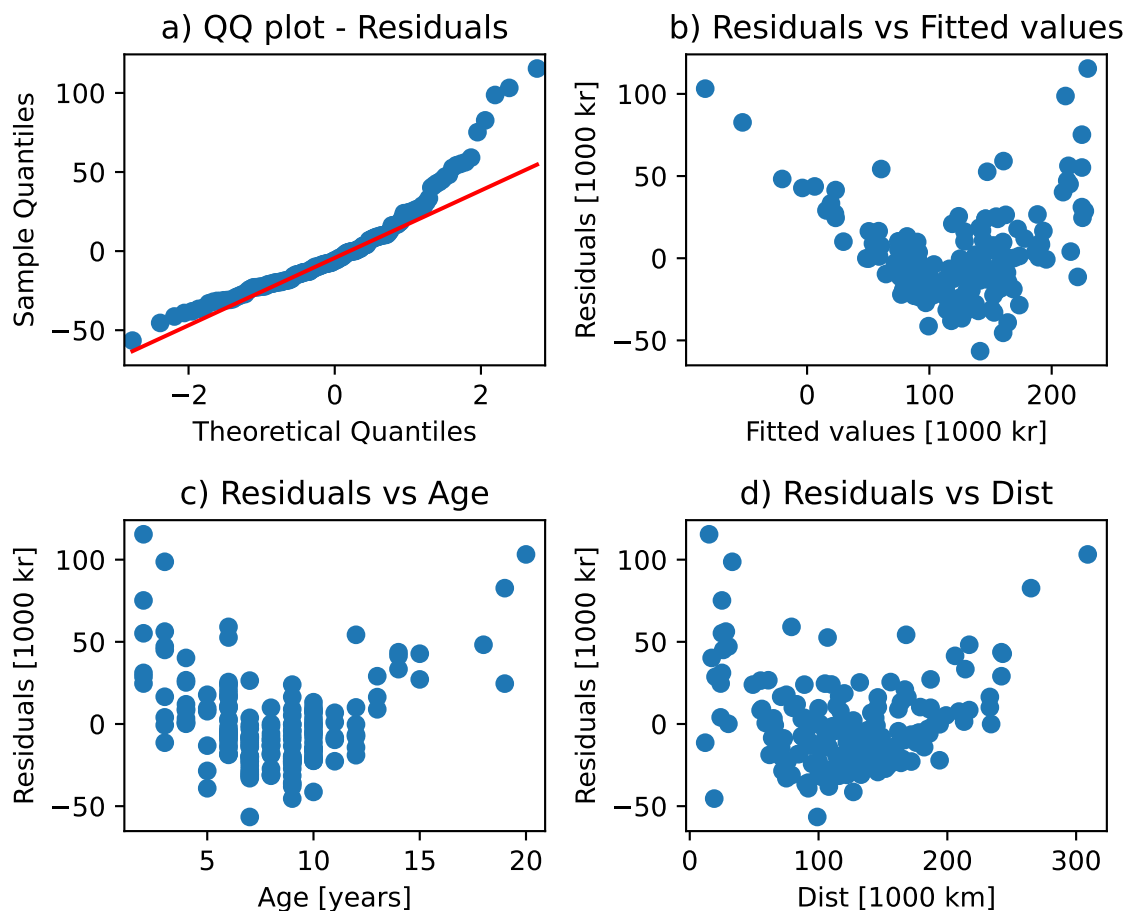 a) QQ plot - Residuals
100
50
0
−50
Sample Quantiles
−2
0
2
Theoretical Quantiles
b) Residuals vs Fitted values
100
50
0
−50
Residuals [1000 kr]
0
100
200
Fitted values [1000 kr]
c) Residuals vs Age
100
50
0
−50
Residuals [1000 kr]
5
10
15
20
Age [years]
d) Residuals vs Dist
100
50
0
−50
Residuals [1000 kr]
0
100
200
300
Dist [1000 km]